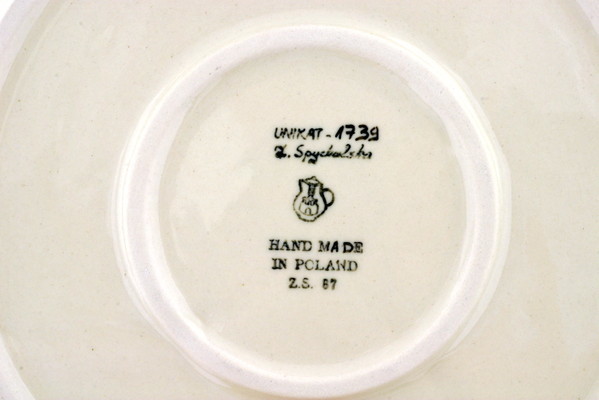 UNIKAT-1739
Z. Spychalska
HAND MADE
IN POLAND
Z.S. 87